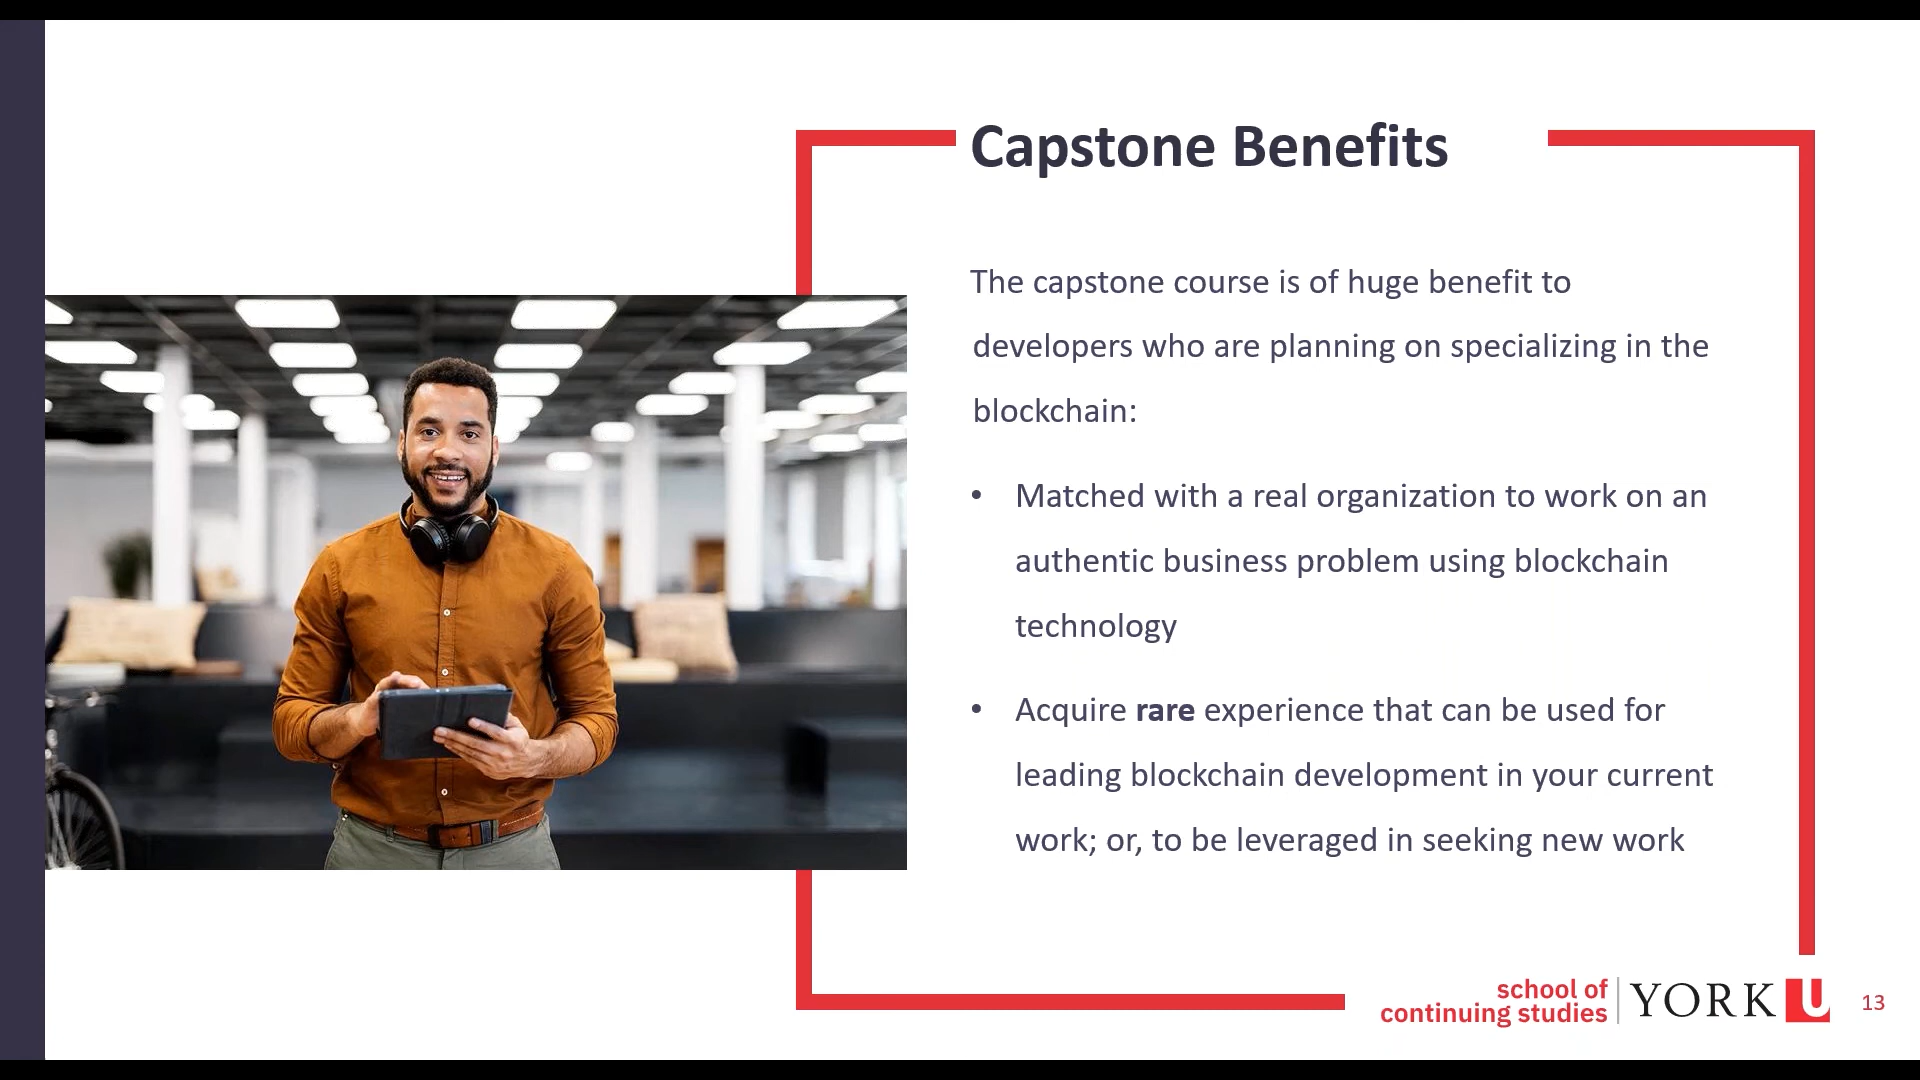 Capstone Benefits
The capstone course is of huge benefit to
developers who are planning on specializing in the
blockchain:
• Matched with a real organization to work on an
authentic business problem using blockchain
technology
• Acquire rare experience that can be used for
leading blockchain development in your current
work; or, to be leveraged in seeking new work
school of
continuing studies
YORK U
13